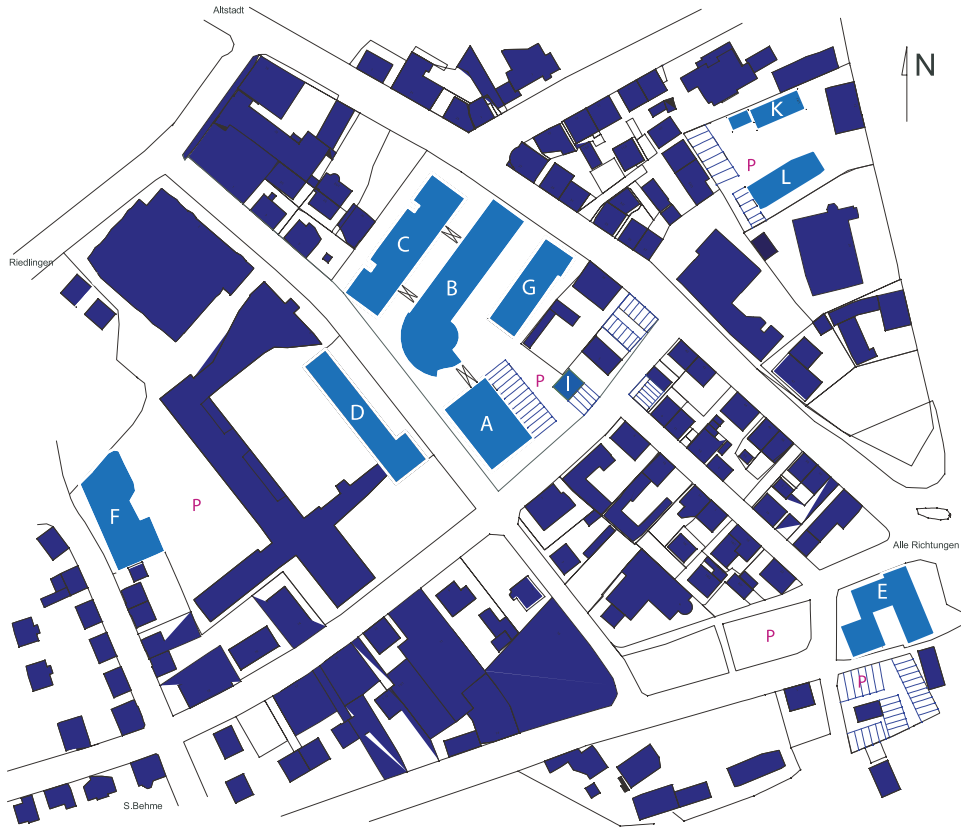 Altstadt
N
K
P
L
C
Riedlingen
B
G
P
I
D
A
P
F
Alle Richtungen
E
P
P
S.Behme